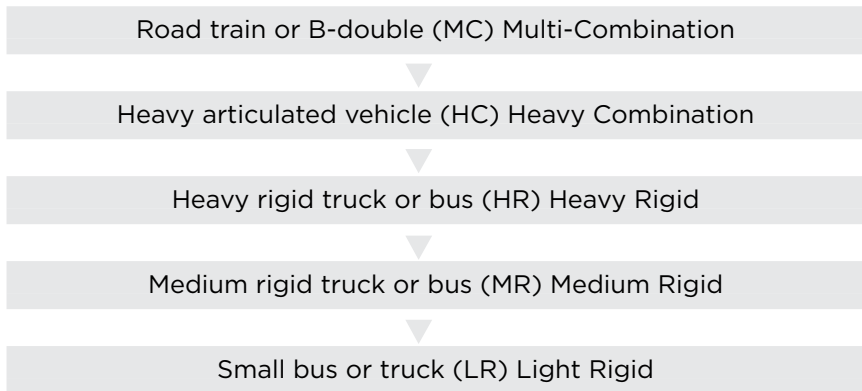 Road train or B-double (MC) Multi-Combination
Heavy articulated vehicle (HC) Heavy Combination
Heavy rigid truck or bus (HR) Heavy Rigid
Medium rigid truck or bus (MR) Medium Rigid
Small bus or truck (LR) Light Rigid